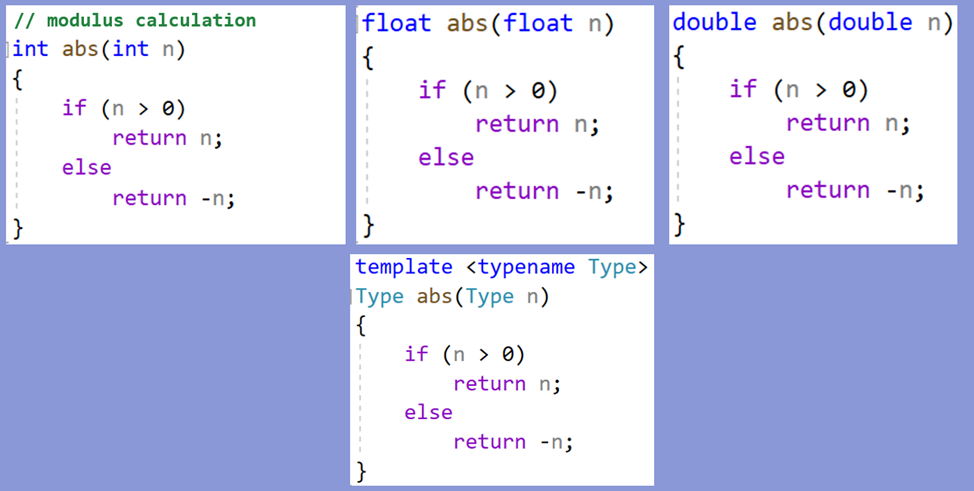 // modulus calculation
int abs(int n)
{
if (n > 0)
return n;
else
return -n;
}
float abs(float n)
{
if (n > 0)
return n;
else
return -n;
}
double abs(double n)
{
if (n > 0)
return n;
else
return -n;
}
template <typename Type>
Type abs(Type n)
{
if (n > 0)
return n;
else
return -n;
}